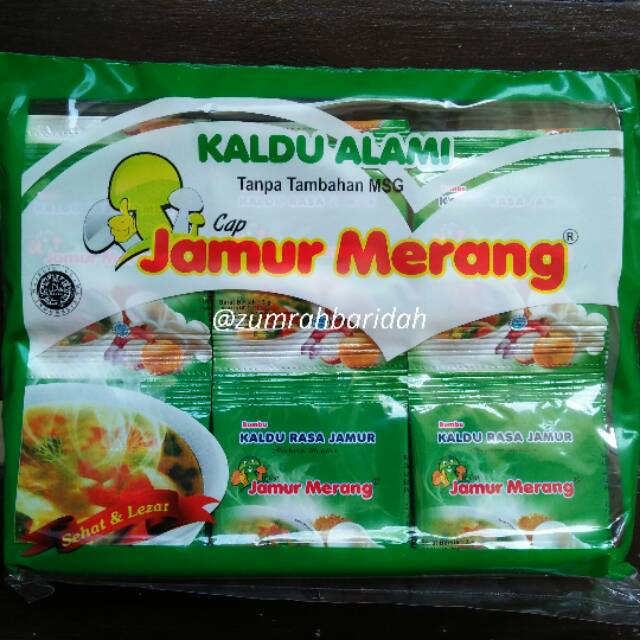 KALDU ALAMI
Tanpa Tambahan MSG
Cap
Jamur Merang®
@zumrahbaridah
Bumbu
KALDU RASA JAMUR
Jamur Merang
Bumbu
KALDU RASA JAMUR
Jamur Merang
Sehat & Lezat